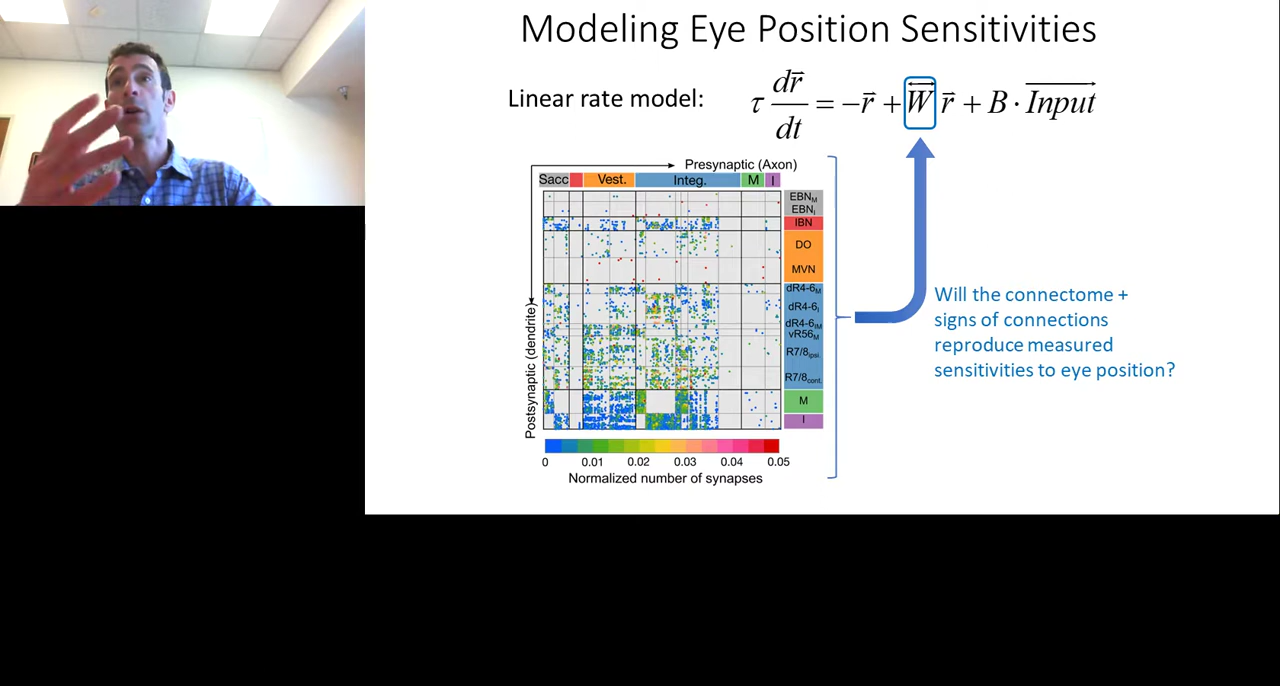 Modeling Eye Position Sensitivities
Linear rate model: τ dr⃗/dt = −r⃗ + W⃡ r⃗ + B · Input⃗
Presynaptic (Axon)
Sacc Vest. Integ. M I
Postsynaptic (dendrite)
EBN_M
EBN_I
IBN
DO
MVN
dR4-6_M
dR4-6_I
dR4-6_IM
vR56_M
R7/8_ipsi
R7/8_cont.
M
I
0 0.01 0.02 0.03 0.04 0.05
Normalized number of synapses
Will the connectome +
signs of connections
reproduce measured
sensitivities to eye position?